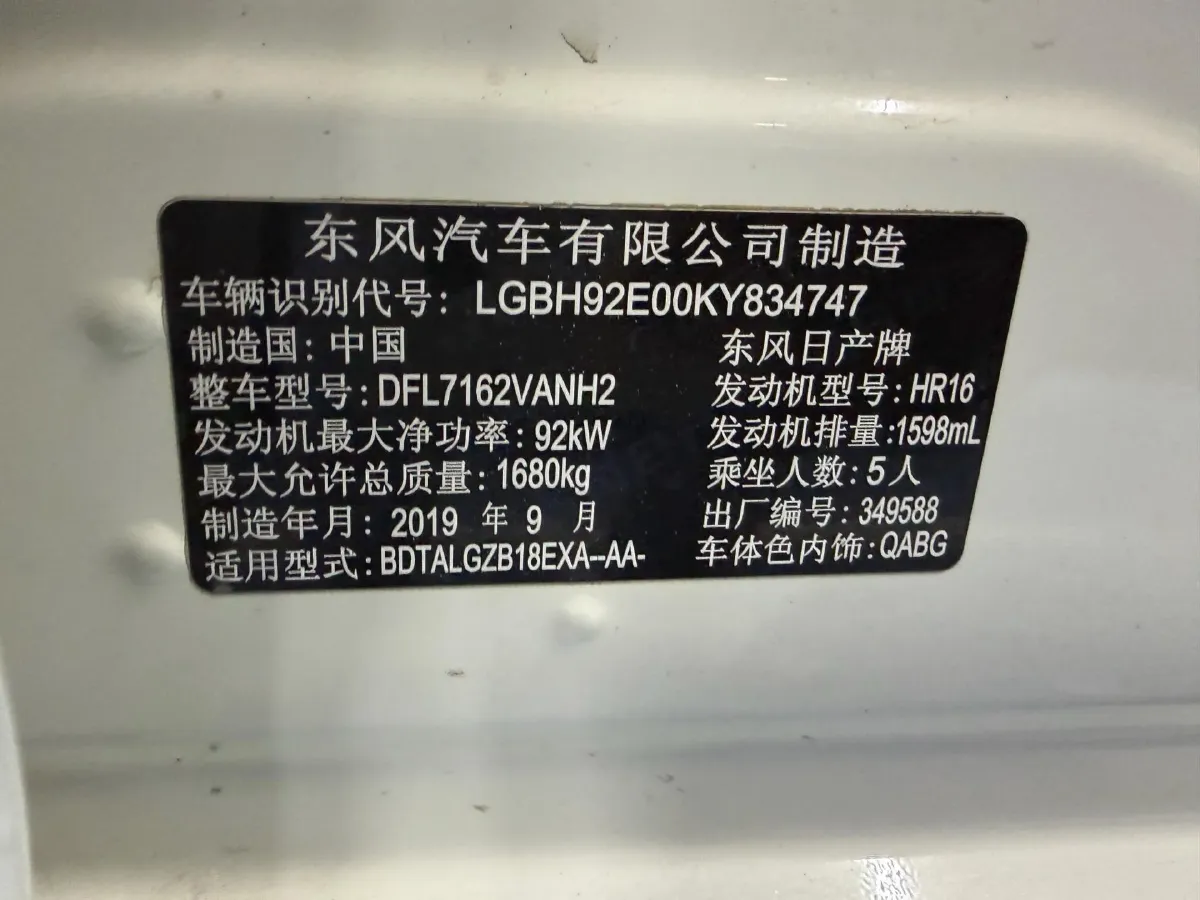 东风汽车有限公司制造
车辆识别代号：LGBH92E00KY834747
制造国：中国 东风日产牌
整车型号：DFL7162VANH2 发动机型号：HR16
发动机最大净功率：92kW 发动机排量：1598mL
最大允许总质量：1680kg 乘坐人数：5人
制造年月：2019 年 9 月 出厂编号：349588
适用型式：BDTALGZB18EXA--AA- 车体色内饰：QABG